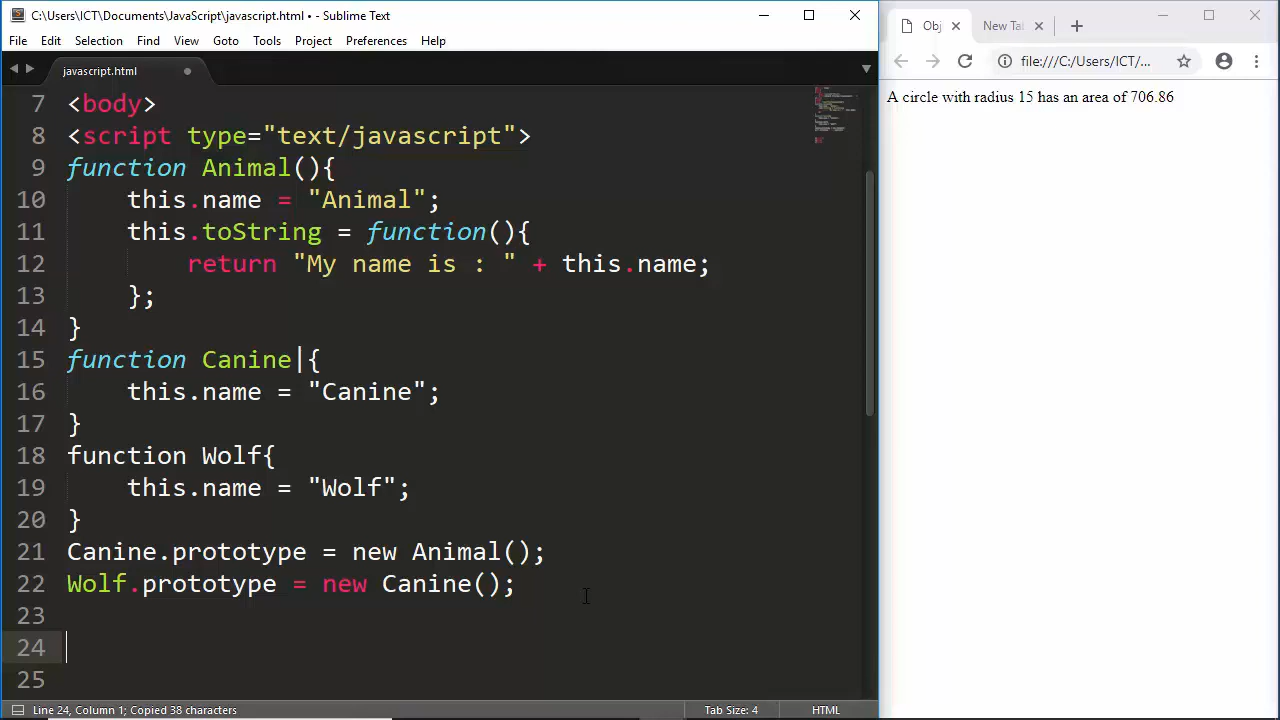 C:\Users\ICT\Documents\JavaScript\javascript.html • - Sublime Text
File Edit Selection Find View Goto Tools Project Preferences Help
javascript.html
7 <body>
8 <script type="text/javascript">
9 function Animal(){
10 this.name = "Animal";
11 this.toString = function(){
12 return "My name is : " + this.name;
13 };
14 }
15 function Canine {
16 this.name = "Canine";
17 }
18 function Wolf{
19 this.name = "Wolf";
20 }
21 Canine.prototype = new Animal();
22 Wolf.prototype = new Canine();
23
24
25
Line 24, Column 1; Copied 38 characters
Tab Size: 4
HTML
Obj
New Tal
file:///C:/Users/ICT/...
A circle with radius 15 has an area of 706.86